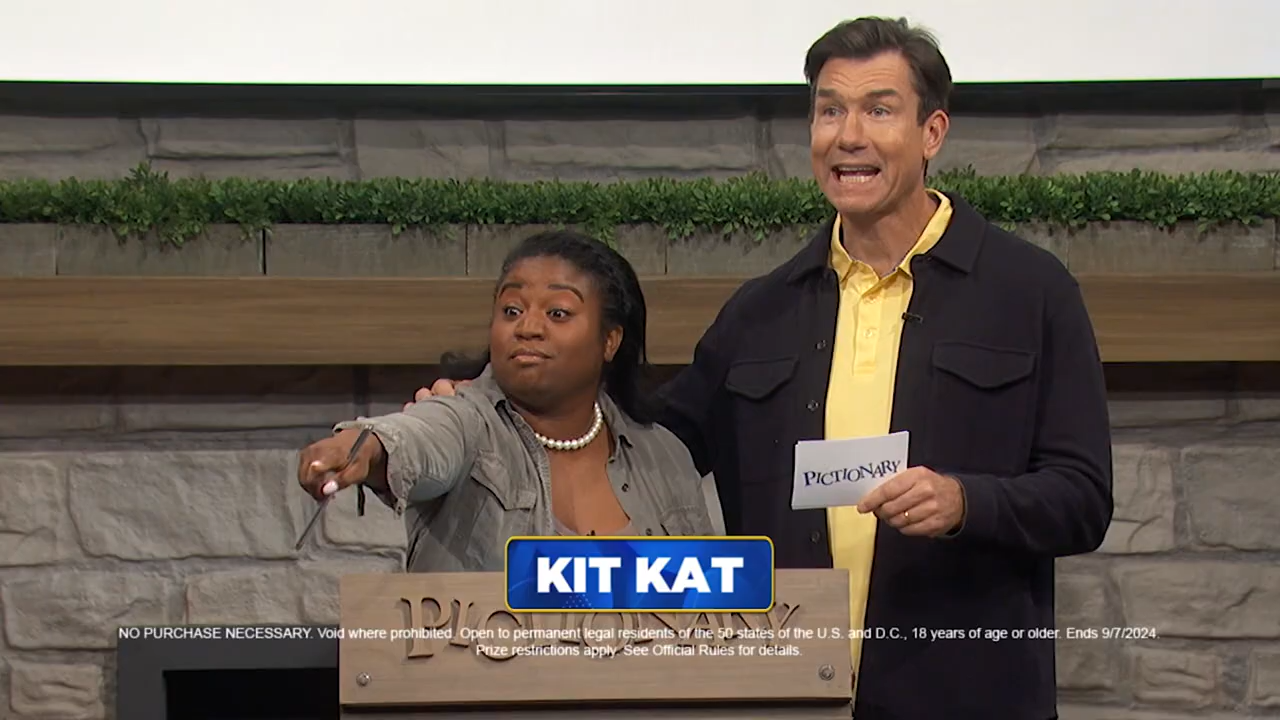 PICTIONARY
KIT KAT
PICTIONARY
NO PURCHASE NECESSARY. Void where prohibited. Open to permanent legal residents of the 50 states of the U.S. and D.C., 18 years of age or older. Ends 9/7/2024.
Prize restrictions apply. See Official Rules for details.